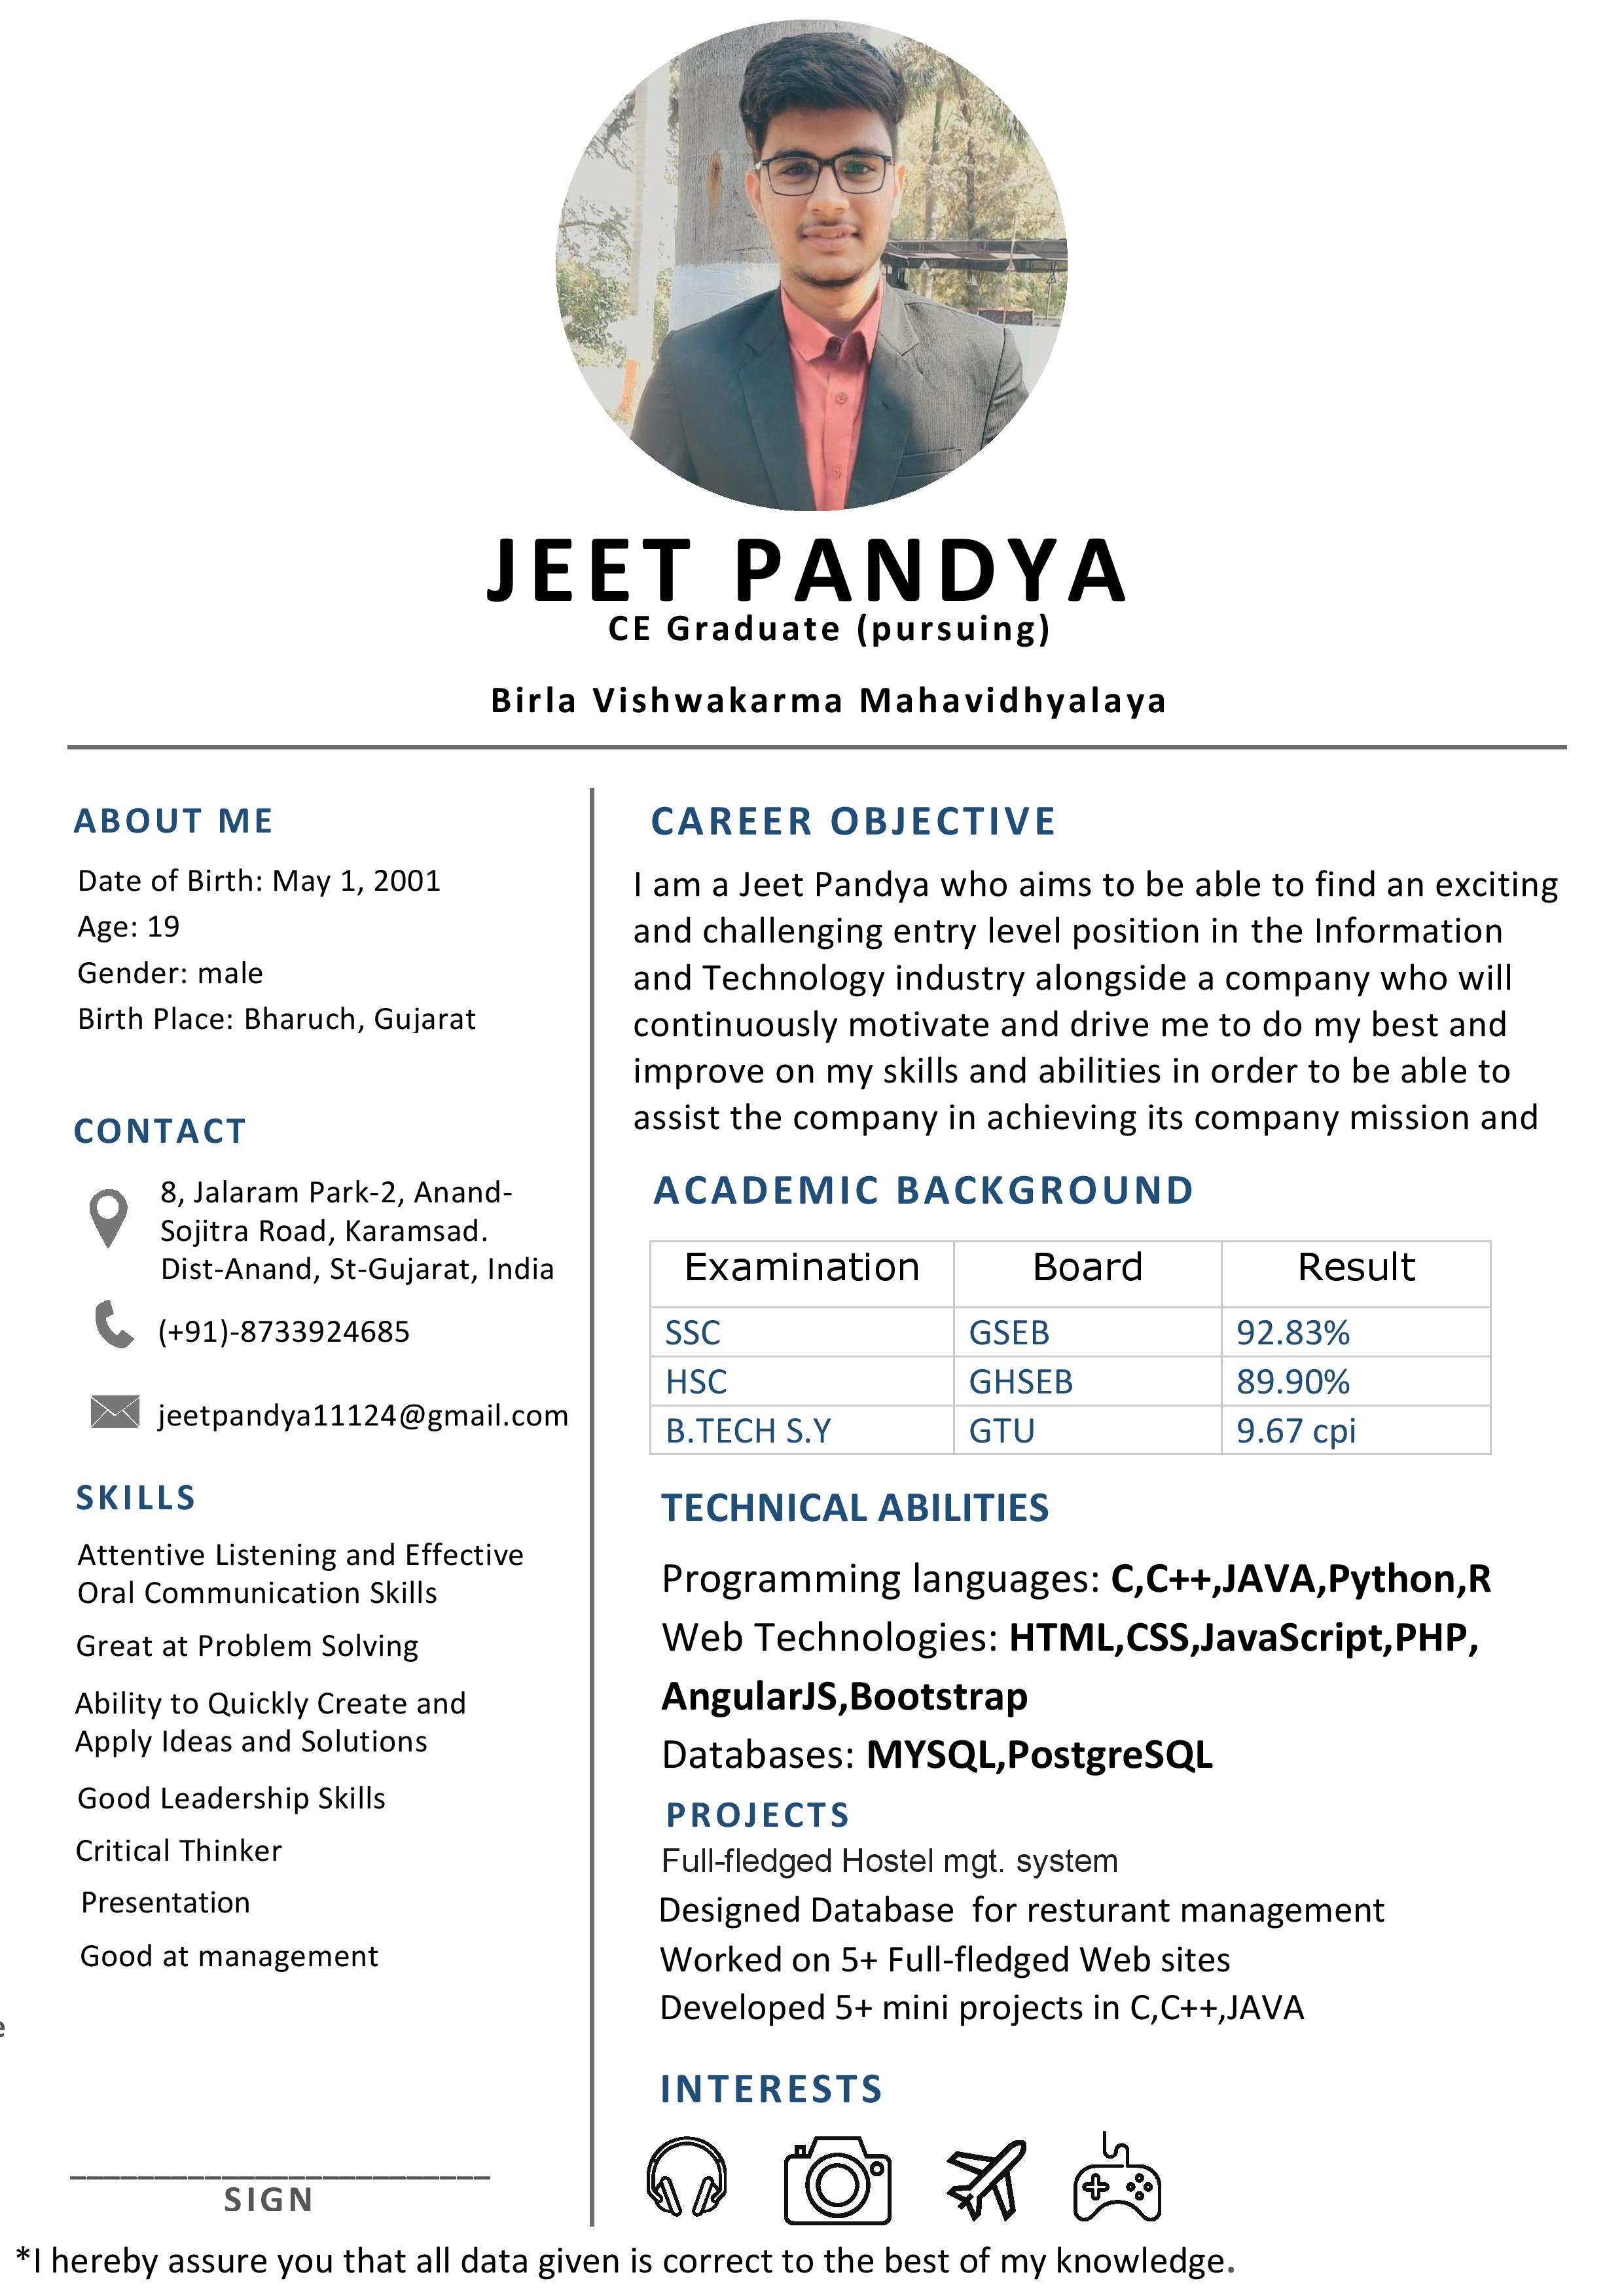 JEET PANDYA
CE Graduate (pursuing)
Birla Vishwakarma Mahavidhyalaya
ABOUT ME
Date of Birth: May 1, 2001
Age: 19
Gender: male
Birth Place: Bharuch, Gujarat
CONTACT
8, Jalaram Park-2, Anand-
Sojitra Road, Karamsad.
Dist-Anand, St-Gujarat, India
(+91)-8733924685
jeetpandya11124@gmail.com
SKILLS
Attentive Listening and Effective
Oral Communication Skills
Great at Problem Solving
Ability to Quickly Create and
Apply Ideas and Solutions
Good Leadership Skills
Critical Thinker
Presentation
Good at management
e
SIGN
CAREER OBJECTIVE
I am a Jeet Pandya who aims to be able to find an exciting
and challenging entry level position in the Information
and Technology industry alongside a company who will
continuously motivate and drive me to do my best and
improve on my skills and abilities in order to be able to
assist the company in achieving its company mission and
ACADEMIC BACKGROUND
Examination Board Result
SSC GSEB 92.83%
HSC GHSEB 89.90%
B.TECH S.Y GTU 9.67 cpi
TECHNICAL ABILITIES
Programming languages: C,C++,JAVA,Python,R
Web Technologies: HTML,CSS,JavaScript,PHP,
AngularJS,Bootstrap
Databases: MYSQL,PostgreSQL
PROJECTS
Full-fledged Hostel mgt. system
Designed Database for resturant management
Worked on 5+ Full-fledged Web sites
Developed 5+ mini projects in C,C++,JAVA
INTERESTS
*I hereby assure you that all data given is correct to the best of my knowledge.